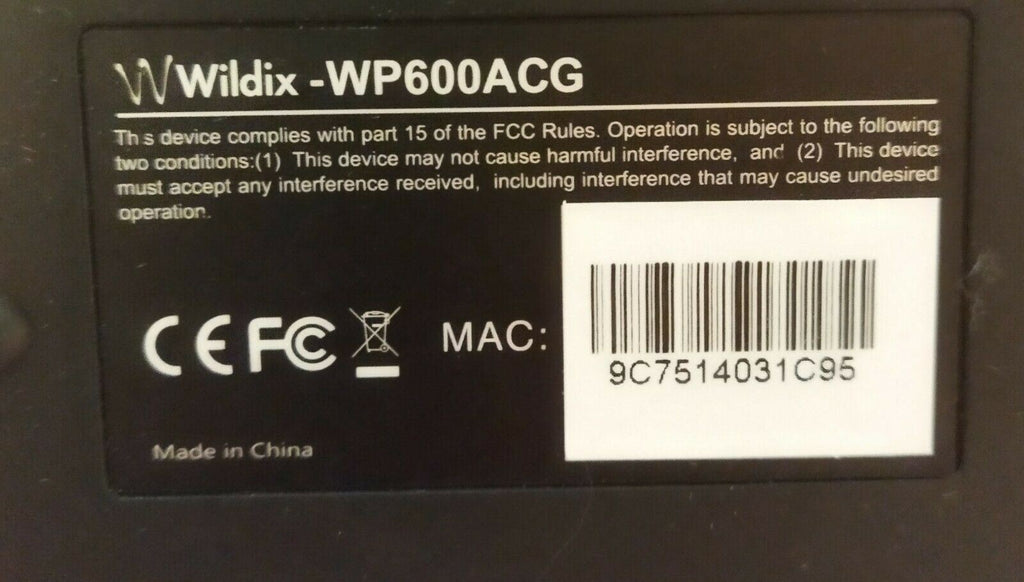 Wildix -WP600ACG
This device complies with part 15 of the FCC Rules. Operation is subject to the following
two conditions:(1) This device may not cause harmful interference, and (2) This device
must accept any interference received, including interference that may cause undesired
operation.
CE FC MAC:
9C7514031C95
Made in China